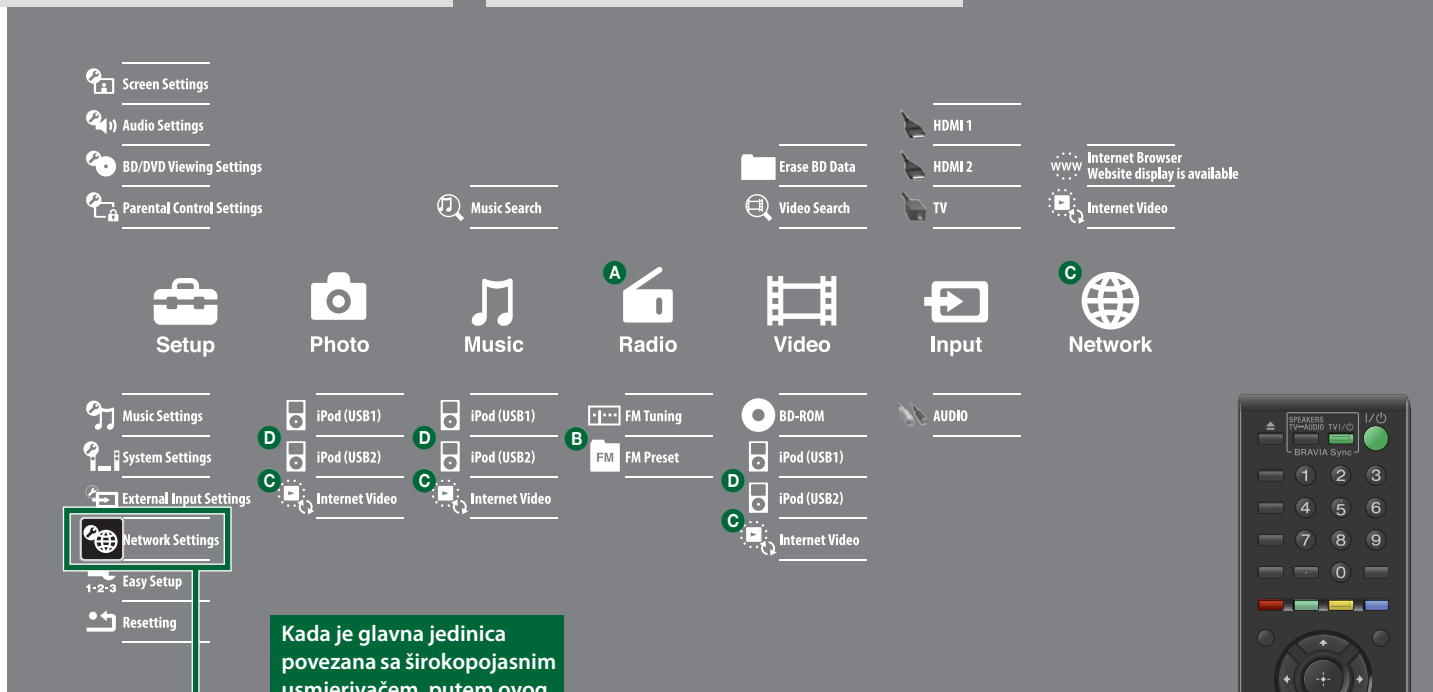 Screen Settings
Audio Settings
BD/DVD Viewing Settings
Parental Control Settings
Music Search
Erase BD Data
Video Search
HDMI 1
HDMI 2
TV
www
Internet Browser
Website display is available
Internet Video
Setup
Photo
Music
A
Radio
Video
Input
C
Network
Music Settings
System Settings
External Input Settings
Network Settings
1-2-3
Easy Setup
Resetting
iPod (USB1)
D
iPod (USB2)
C
Internet Video
iPod (USB1)
D
iPod (USB2)
C
Internet Video
FM Tuning
B
FM
FM Preset
BD-ROM
iPod (USB1)
D
iPod (USB2)
C
Internet Video
AUDIO
Kada je glavna jedinica
povezana sa širokopojasnim
usmjerivačem, putem ovog
SPEAKERS
TV↔AUDIO TV I/⏻
I/⏻
BRAVIA Sync
1 2 3
4 5 6
7 8 9
0